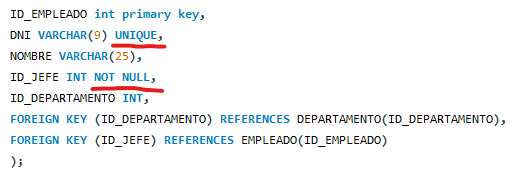 ID_EMPLEADO int primary key,
DNI VARCHAR(9) UNIQUE,
NOMBRE VARCHAR(25),
ID_JEFE INT NOT NULL,
ID_DEPARTAMENTO INT,
FOREIGN KEY (ID_DEPARTAMENTO) REFERENCES DEPARTAMENTO(ID_DEPARTAMENTO),
FOREIGN KEY (ID_JEFE) REFERENCES EMPLEADO(ID_EMPLEADO)
);